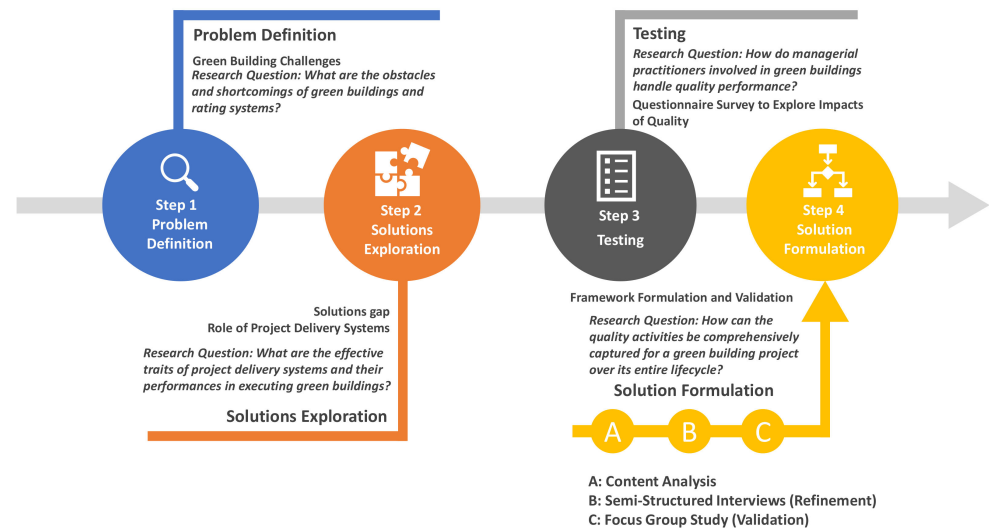 Problem Definition
Green Building Challenges
Research Question: What are the obstacles
and shortcomings of green buildings and
rating systems?
Testing
Research Question: How do managerial
practitioners involved in green buildings
handle quality performance?
Questionnaire Survey to Explore Impacts
of Quality
Step 1
Problem
Definition
Step 2
Solutions
Exploration
Step 3
Testing
Step 4
Solution
Formulation
Solutions gap
Role of Project Delivery Systems
Research Question: What are the effective
traits of project delivery systems and their
performances in executing green buildings?
Solutions Exploration
Framework Formulation and Validation
Research Question: How can the
quality activities be comprehensively
captured for a green building project
over its entire lifecycle?
Solution Formulation
A B C
A: Content Analysis
B: Semi-Structured Interviews (Refinement)
C: Focus Group Study (Validation)